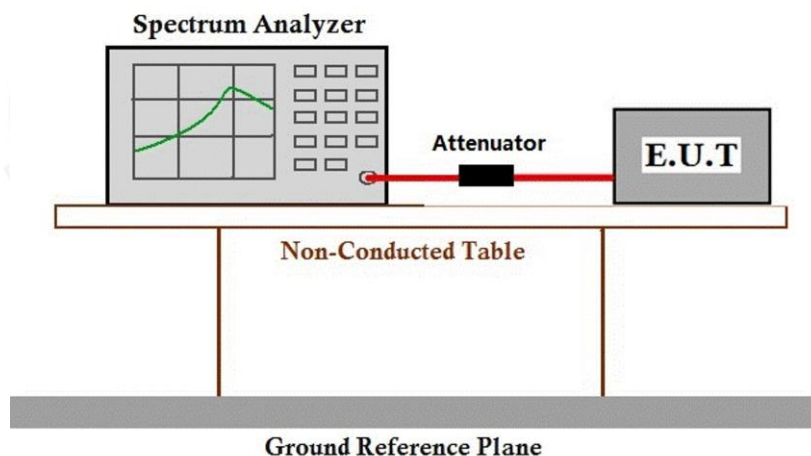 Spectrum Analyzer
Attenuator
E.U.T
Non-Conducted Table
Ground Reference Plane